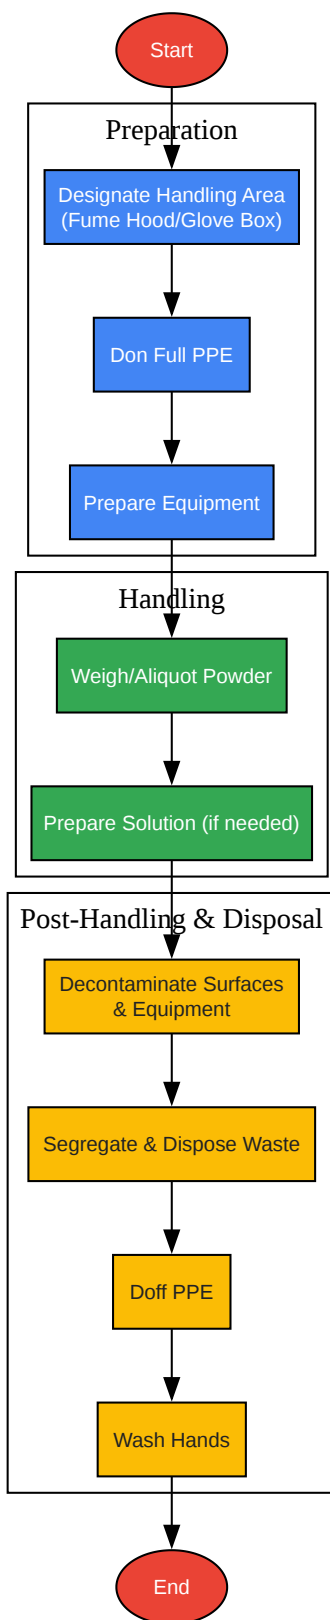 Start
Preparation
Designate Handling Area
(Fume Hood/Glove Box)
Don Full PPE
Prepare Equipment
Handling
Weigh/Aliquot Powder
Prepare Solution (if needed)
Post-Handling & Disposal
Decontaminate Surfaces
& Equipment
Segregate & Dispose Waste
Doff PPE
Wash Hands
End